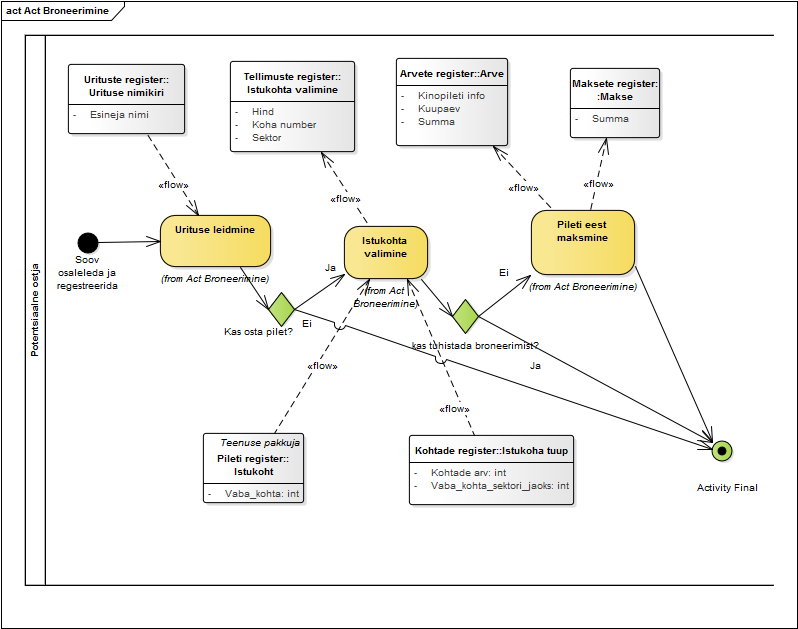 act Act Broneerimine
Potentsiaalne ostja
Urituste register::
Urituse nimikiri
- Esineja nimi
Tellimuste register::
Istukohta valimine
- Hind
- Koha number
- Sektor
Arvete register::Arve
- Kinopileti info
- Kuupaev
- Summa
Maksete register:
:Makse
- Summa
«flow»
«flow»
«flow»
«flow»
Soov
osaleleda ja
regestreerida
Urituse leidmine
(from Act Broneerimine)
Istukohta
valimine
(from Act
Broneerimine)
Pileti eest
maksmine
(from Act Broneerimine)
Ja
Ei
Kas osta pilet?
Ei
kas tuhistada broneerimist?
Ja
«flow»
«flow»
Teenuse pakkuja
Pileti register::
Istukoht
- Vaba_kohta: int
Kohtade register::Istukoha tuup
- Kohtade arv: int
- Vaba_kohta_sektori_jaoks: int
Activity Final